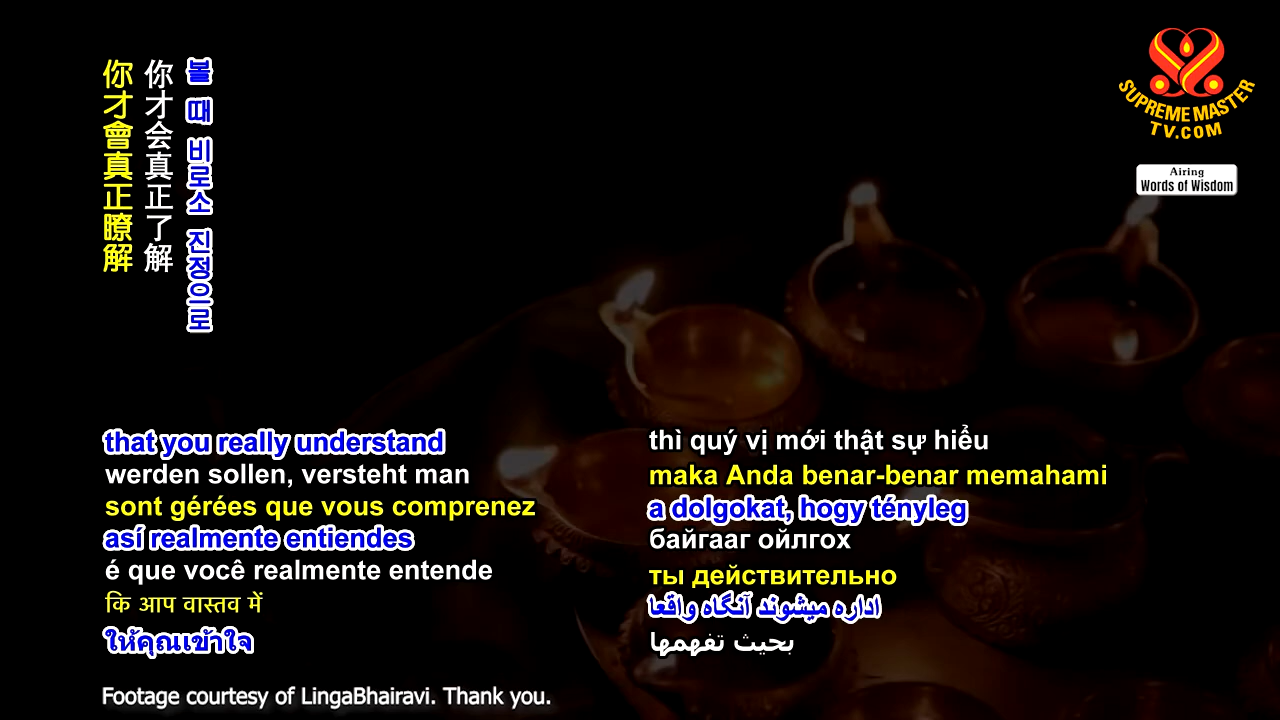 你才會真正瞭解
你才会真正了解
볼 때 비로소 진정으로
SUPREME MASTER
TV.COM
Airing
Words of Wisdom
that you really understand
werden sollen, versteht man
sont gérées que vous comprenez
así realmente entiendes
é que você realmente entende
कि आप वास्तव में
ให้คุณเข้าใจ
thì quý vị mới thật sự hiểu
maka Anda benar-benar memahami
a dolgokat, hogy tényleg
байгааг ойлгох
ты действительно
اداره میشوند آنگاه واقعا
بحيث تفهمها
Footage courtesy of LingaBhairavi. Thank you.